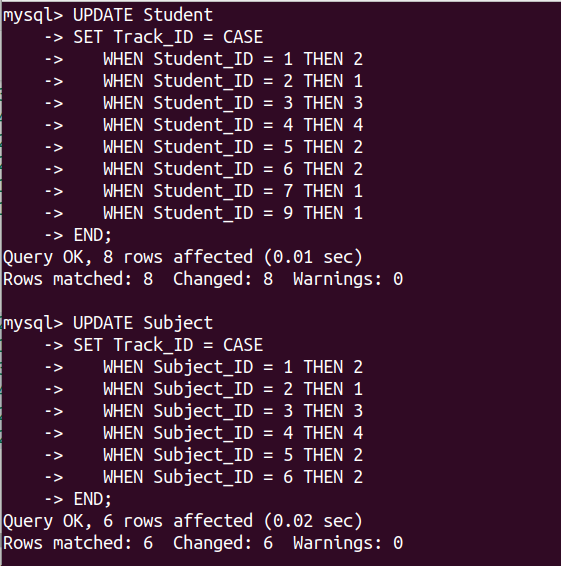 mysql> UPDATE Student
    -> SET Track_ID = CASE
    ->    WHEN Student_ID = 1 THEN 2
    ->    WHEN Student_ID = 2 THEN 1
    ->    WHEN Student_ID = 3 THEN 3
    ->    WHEN Student_ID = 4 THEN 4
    ->    WHEN Student_ID = 5 THEN 2
    ->    WHEN Student_ID = 6 THEN 2
    ->    WHEN Student_ID = 7 THEN 1
    ->    WHEN Student_ID = 9 THEN 1
    -> END;
Query OK, 8 rows affected (0.01 sec)
Rows matched: 8  Changed: 8  Warnings: 0

mysql> UPDATE Subject
    -> SET Track_ID = CASE
    ->    WHEN Subject_ID = 1 THEN 2
    ->    WHEN Subject_ID = 2 THEN 1
    ->    WHEN Subject_ID = 3 THEN 3
    ->    WHEN Subject_ID = 4 THEN 4
    ->    WHEN Subject_ID = 5 THEN 2
    ->    WHEN Subject_ID = 6 THEN 2
    -> END;
Query OK, 6 rows affected (0.02 sec)
Rows matched: 6  Changed: 6  Warnings: 0